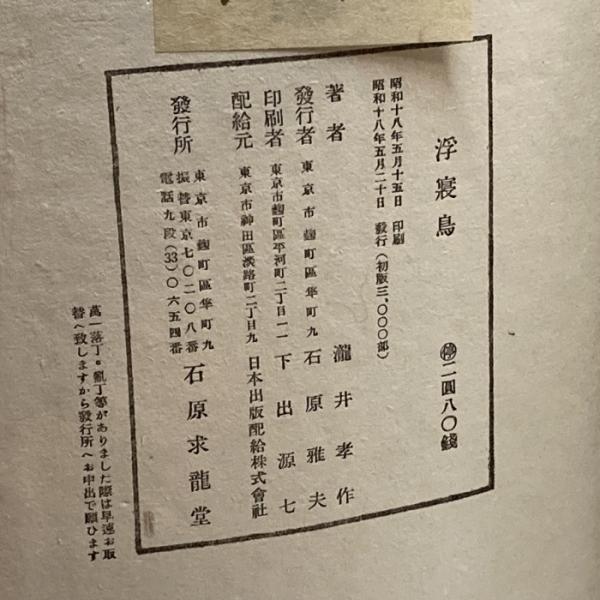 浮寢鳥
㊕二圓八〇錢
昭和十八年五月十五日 印刷
昭和十八年五月二十日 發行(初版三、〇〇〇部)
著者 瀧井孝作
發行者 東京市麴町區隼町九 石原雅夫
印刷者 東京市麴町區平河町二丁目一一 下出源七
配給元 東京市神田區淡路町二丁目九 日本出版配給株式會社
發行所 東京市麴町區隼町九
振替東京七〇二〇八番
電話九段(33)〇六五四番
石原求龍堂
萬一落丁・亂丁等がありました際は早速お取
替へ致しますから發行所へお申出で願ひます